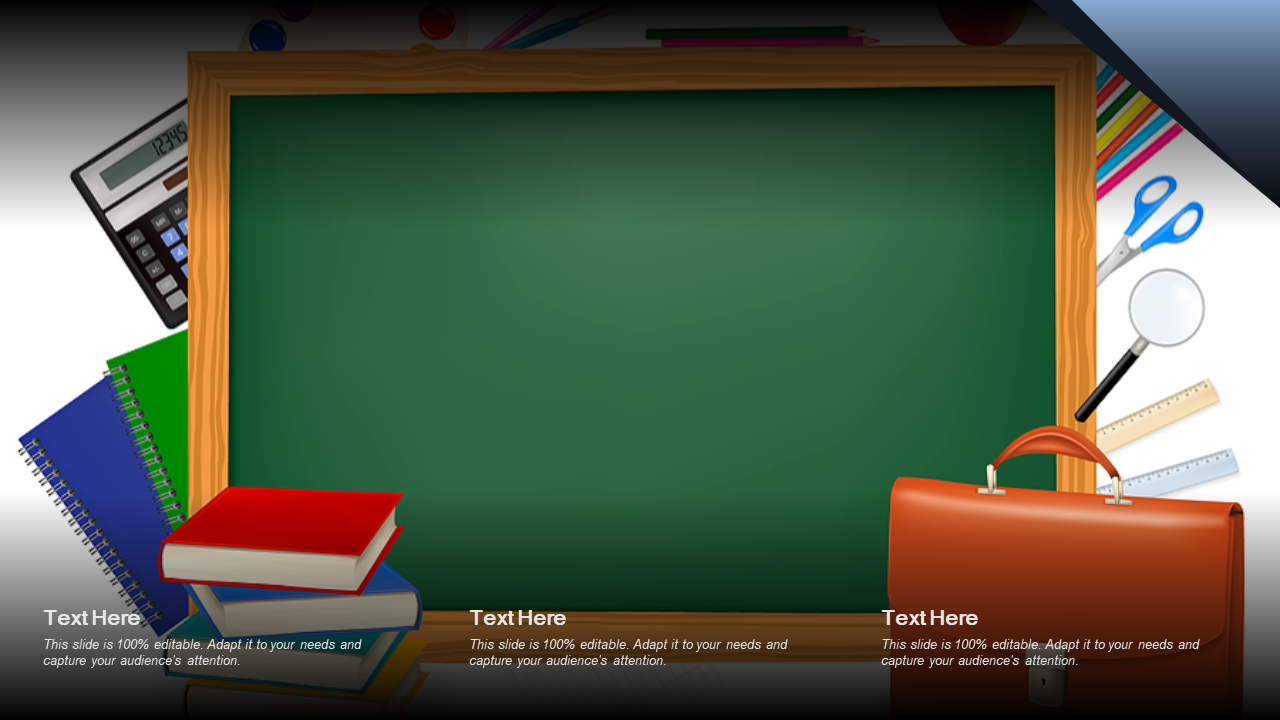 12345
Text Here
This slide is 100% editable. Adapt it to your needs and
capture your audience's attention.
Text Here
This slide is 100% editable. Adapt it to your needs and
capture your audience's attention.
Text Here
This slide is 100% editable. Adapt it to your needs and
capture your audience's attention.